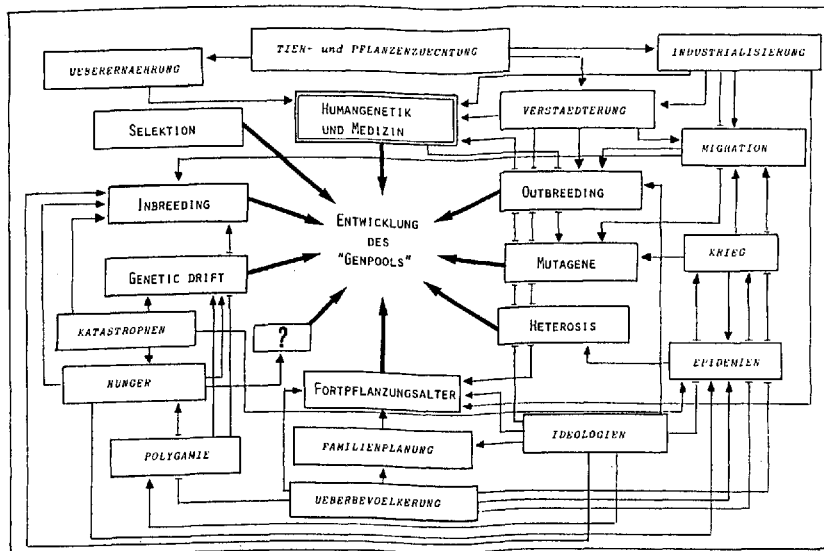 TIER- und PFLANZENZUECHTUNG
INDUSTRIALISIERUNG
UEBERERNAEHRUNG
HUMANGENETIK
UND MEDIZIN
VERSTAEDTERUNG
SELEKTION
MIGRATION
INBREEDING
OUTBREEDING
ENTWICKLUNG
DES
"GENPOOLS"
KRIEG
GENETIC DRIFT
MUTAGENE
KATASTROPHEN
?
HETEROSIS
HUNGER
EPIDEMIEN
FORTPFLANZUNGSALTER
POLYGAMIE
FAMILIENPLANUNG
IDEOLOGIEN
UEBERBEVOELKERUNG